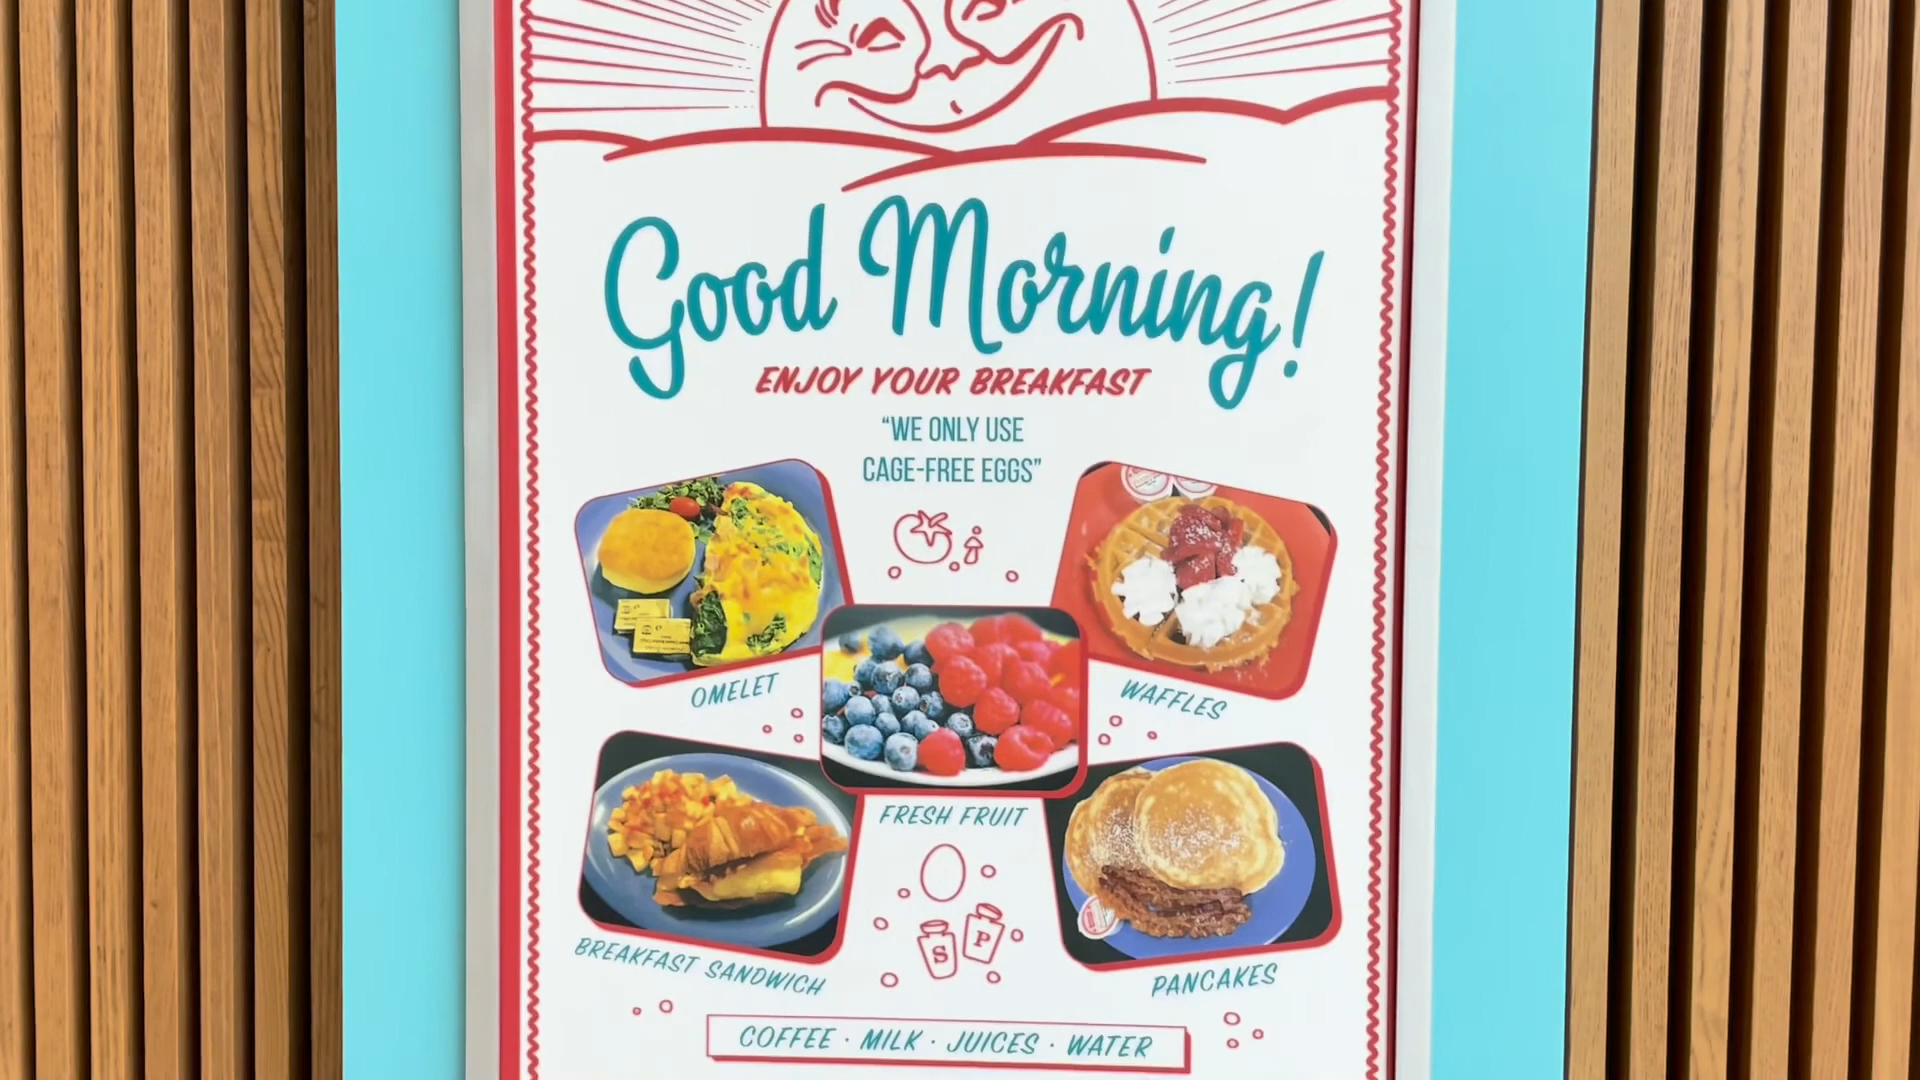 Good Morning!
ENJOY YOUR BREAKFAST
“WE ONLY USE
CAGE-FREE EGGS”
OMELET
WAFFLES
FRESH FRUIT
BREAKFAST SANDWICH
S P
PANCAKES
COFFEE · MILK · JUICES · WATER